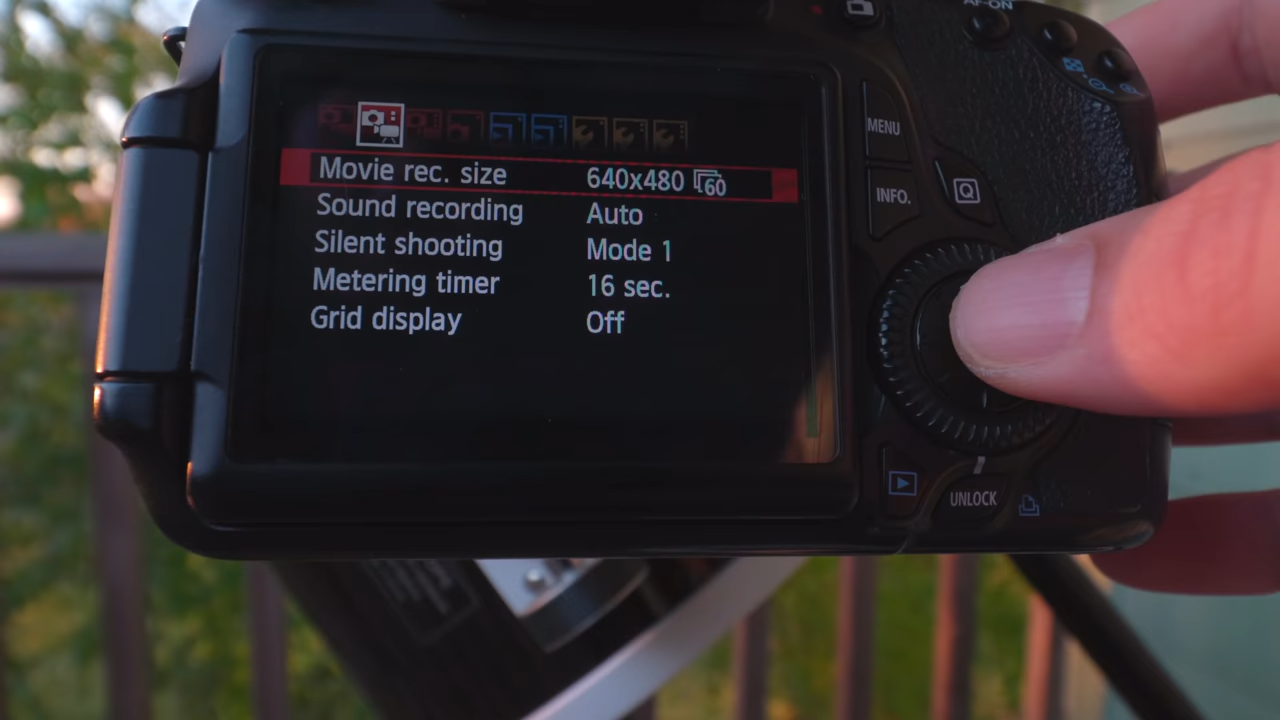 AF-ON
MENU
INFO.
Q
Movie rec. size 640x480 60
Sound recording Auto
Silent shooting Mode 1
Metering timer 16 sec.
Grid display Off
UNLOCK